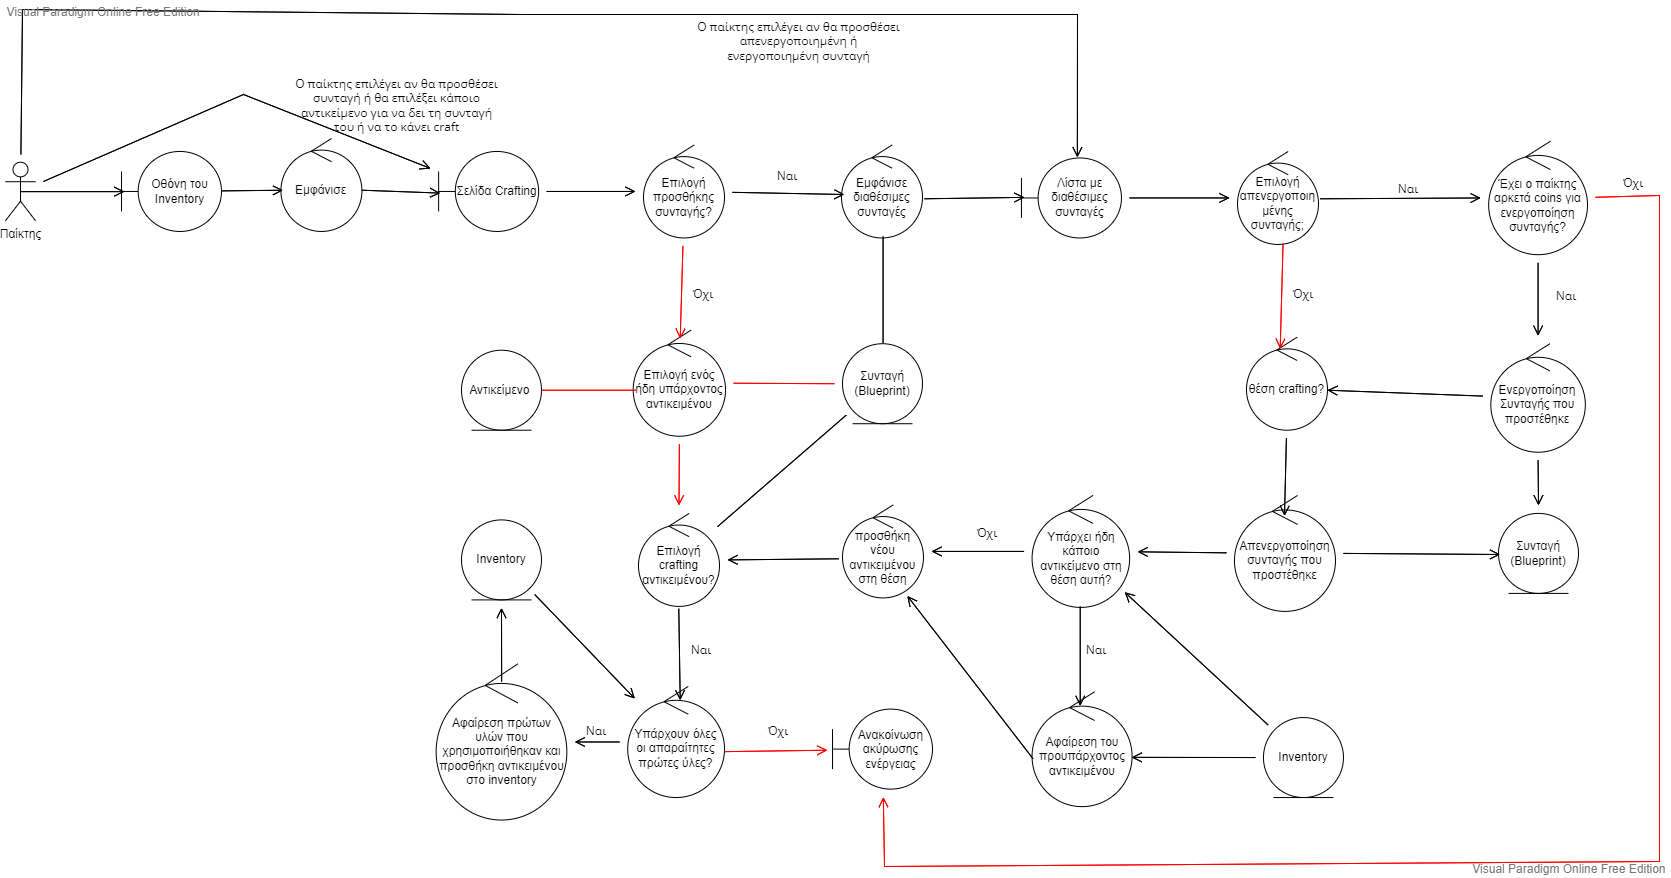 Visual Paradigm Online Free Edition
Ο παίκτης επιλέγει αν θα προσθέσει
απενεργοποιημένη ή
ενεργοποιημένη συνταγή
Ο παίκτης επιλέγει αν θα προσθέσει
συνταγή ή θα επιλέξει κάποιο
αντικείμενο για να δει τη συνταγή
του ή να το κάνει craft
Παίκτης
Οθόνη του
Inventory
Εμφάνισε
Σελίδα Crafting
Επιλογή
προσθήκης
συνταγής?
Ναι
Εμφάνισε
διαθέσιμες
συνταγές
Λίστα με
διαθέσιμες
συνταγές
Επιλογή
απενεργοποιη
μένης
συνταγής;
Ναι
Έχει ο παίκτης
αρκετά coins για
ενεργοποίηση
συνταγής?
Όχι
Όχι
Όχι
Ναι
Αντικείμενο
Επιλογή ενός
ήδη υπάρχοντος
αντικειμένου
Συνταγή
(Blueprint)
θέση crafting?
Ενεργοποίηση
Συνταγής που
προστέθηκε
Inventory
Επιλογή
crafting
αντικειμένου?
προσθήκη
νέου
αντικειμένου
στη θέση
Όχι
Υπάρχει ήδη
κάποιο
αντικείμενο στη
θέση αυτή?
Απενεργοποίηση
συνταγής που
προστέθηκε
Συνταγή
(Blueprint)
Ναι
Ναι
Αφαίρεση πρώτων
υλών που
χρησιμοποιήθηκαν και
προσθήκη αντικειμένου
στο inventory
Ναι
Υπάρχουν όλες
οι απαραίτητες
πρώτες ύλες?
Όχι
Ανακοίνωση
ακύρωσης
ενέργειας
Αφαίρεση του
προυπάρχοντος
αντικειμένου
Inventory
Visual Paradigm Online Free Edition